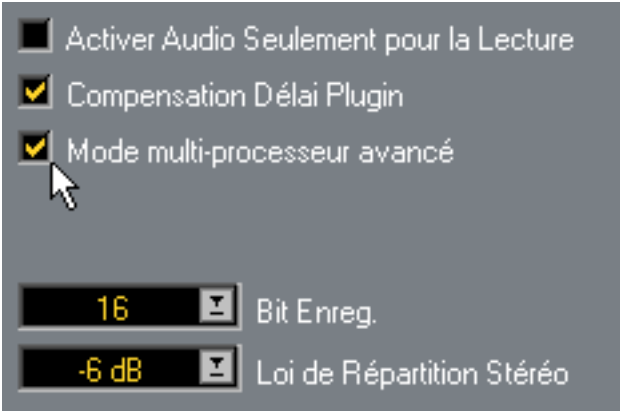 Activer Audio Seulement pour la Lecture
Compensation Délai Plugin
Mode multi-processeur avancé
16 Bit Enreg.
-6 dB Loi de Répartition Stéréo